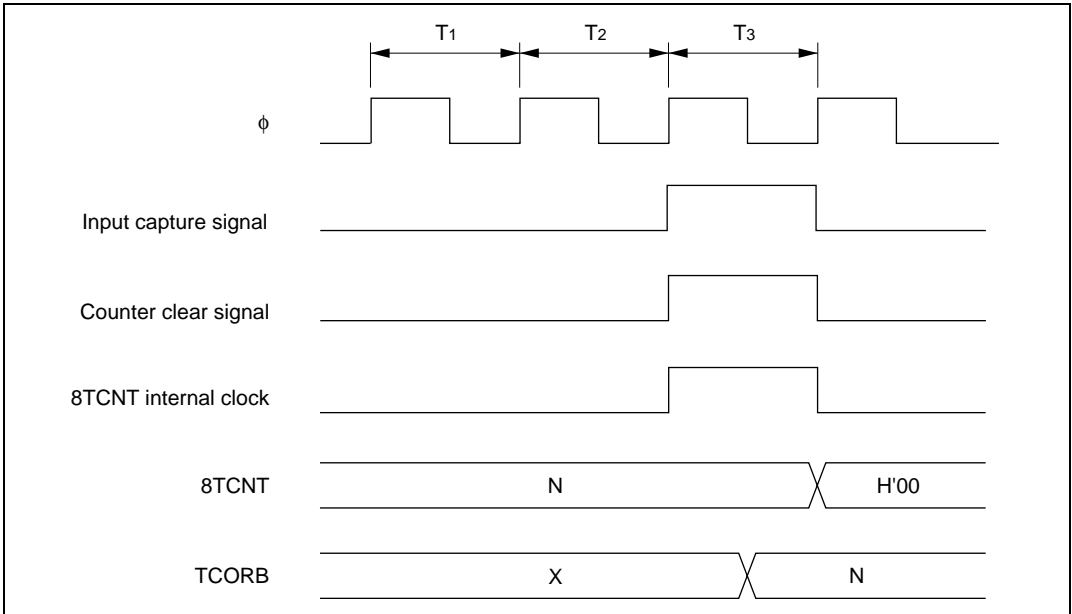 T1 T2 T3
ϕ
Input capture signal
Counter clear signal
8TCNT internal clock
8TCNT N H'00
TCORB X N